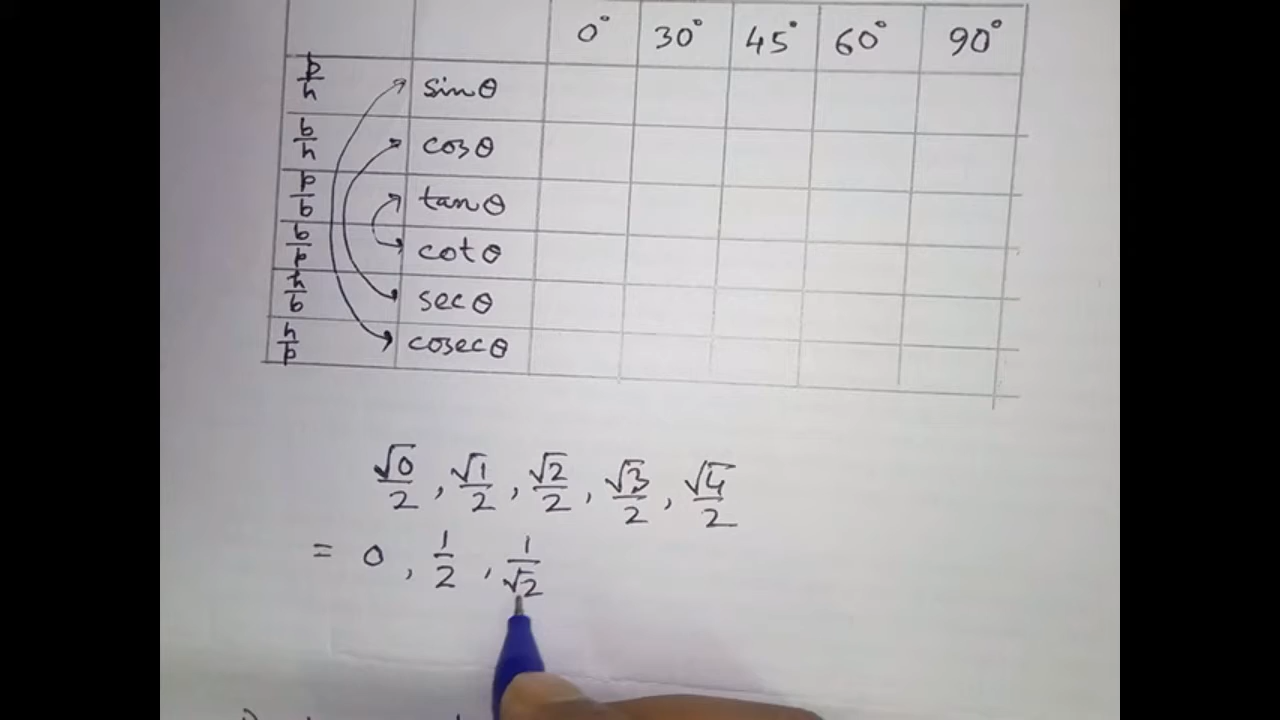 0° 30° 45° 60° 90°
p/h sinθ
b/h cosθ
p/b tanθ
b/p cotθ
h/b secθ
h/p cosecθ
√0/2, √1/2, √2/2, √3/2, √4/2
= 0, 1/2, 1/√2